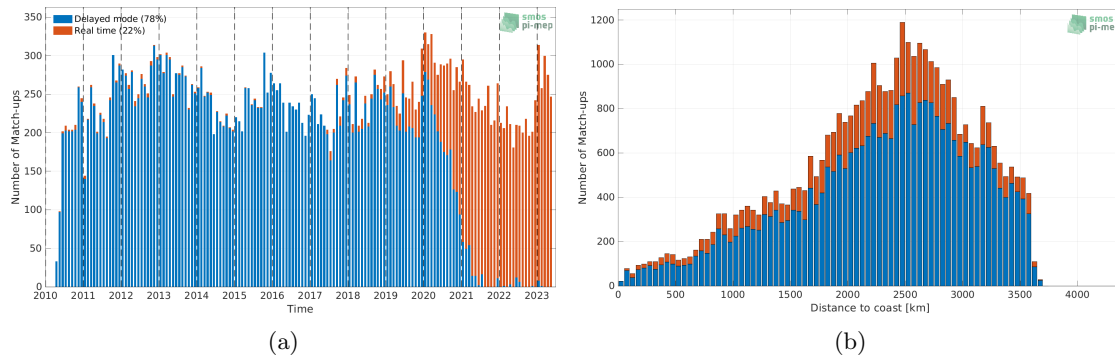 Delayed mode (78%)
Real time (22%)
smos
pi-mep
350
300
250
200
150
100
50
0
Number of Match-ups
2010 2011 2012 2013 2014 2015 2016 2017 2018 2019 2020 2021 2022 2023
Time
(a)
smos
pi-mep
1200
1000
800
600
400
200
0
Number of Match-ups
0 500 1000 1500 2000 2500 3000 3500 4000
Distance to coast [km]
(b)